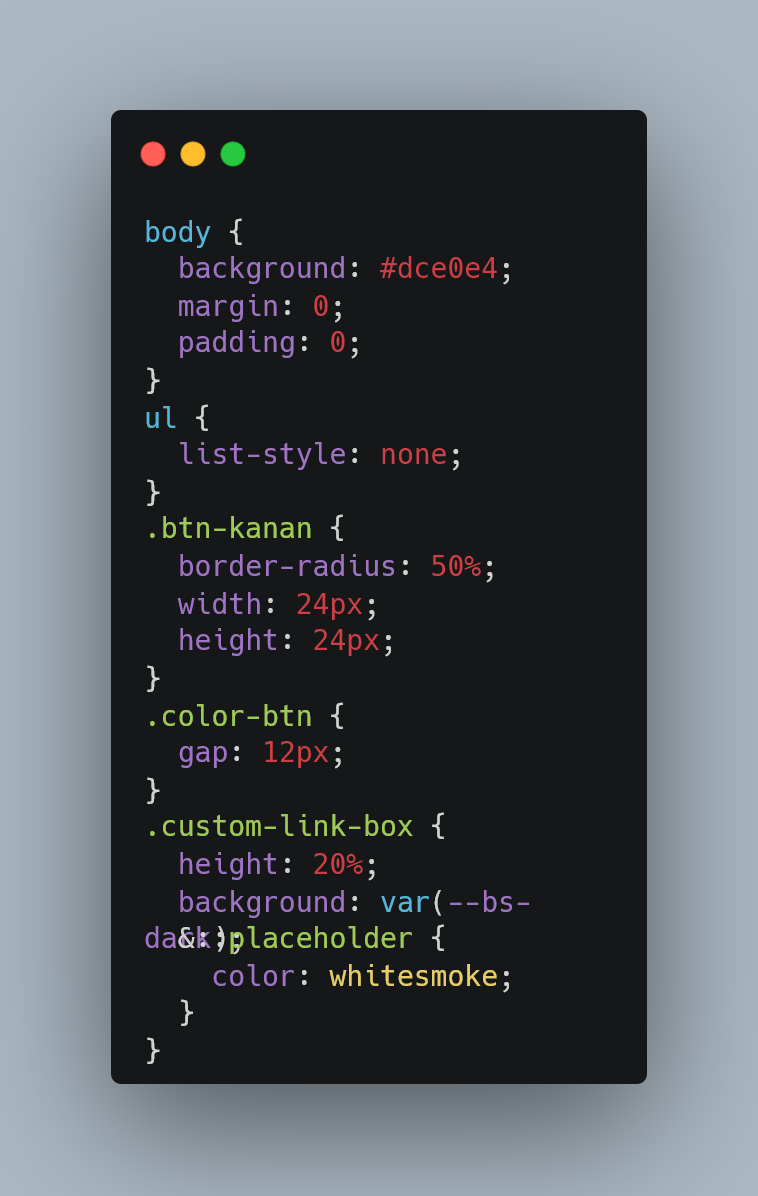 body {
  background: #dce0e4;
  margin: 0;
  padding: 0;
}
ul {
  list-style: none;
}
.btn-kanan {
  border-radius: 50%;
  width: 24px;
  height: 24px;
}
.color-btn {
  gap: 12px;
}
.custom-link-box {
  height: 20%;
  background: var(--bs-
dark);
  &::placeholder {
    color: whitesmoke;
  }
}